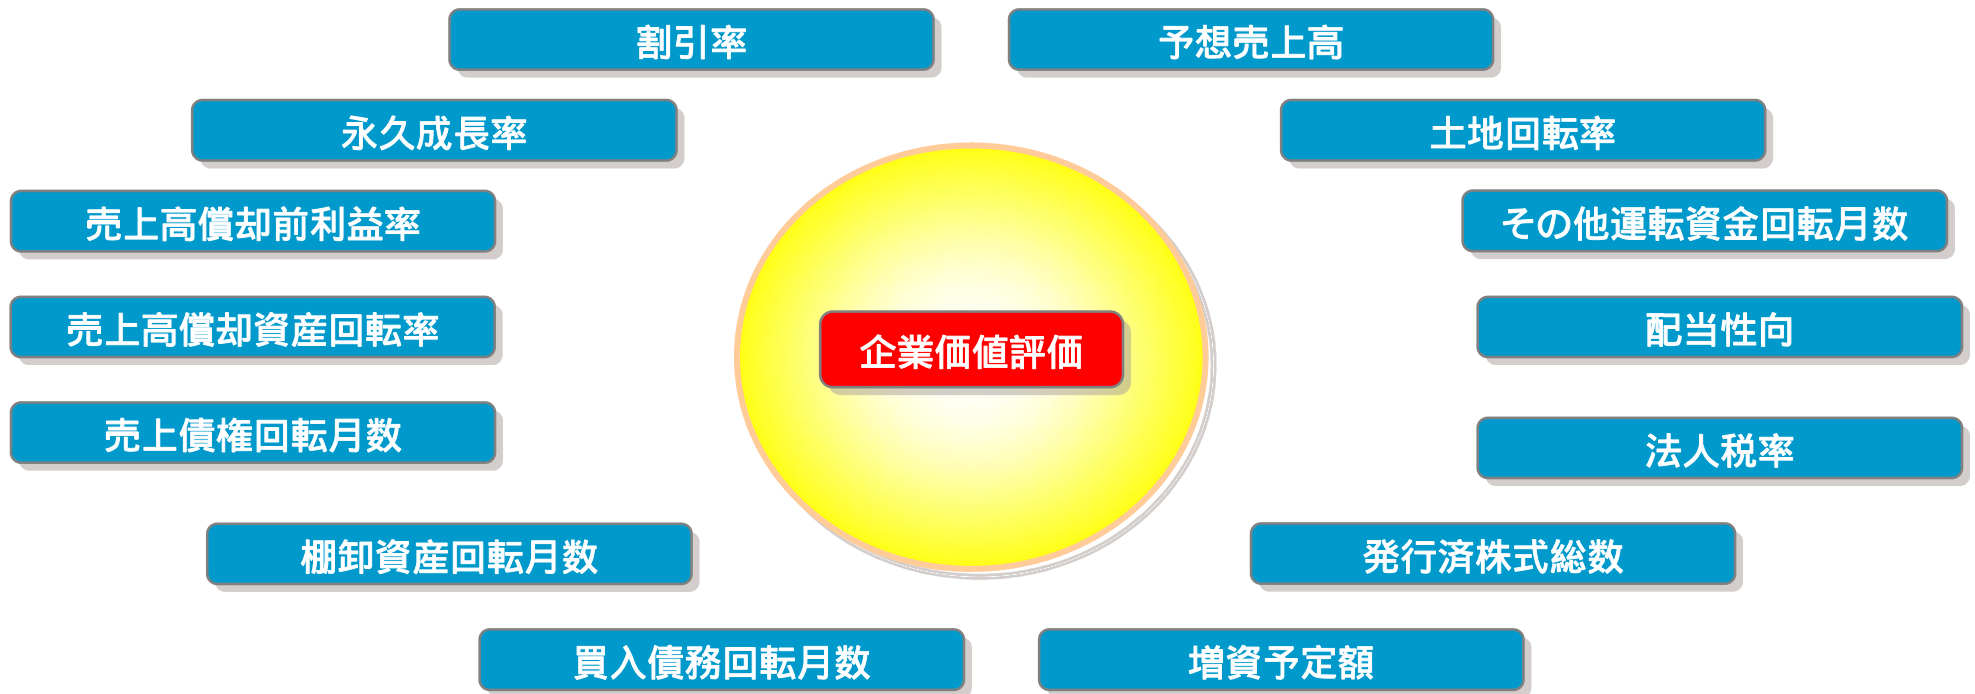 割引率
予想売上高
永久成長率
土地回転率
売上高償却前利益率
その他運転資金回転月数
売上高償却資産回転率
配当性向
企業価値評価
売上債権回転月数
法人税率
棚卸資産回転月数
発行済株式総数
買入債務回転月数
増資予定額